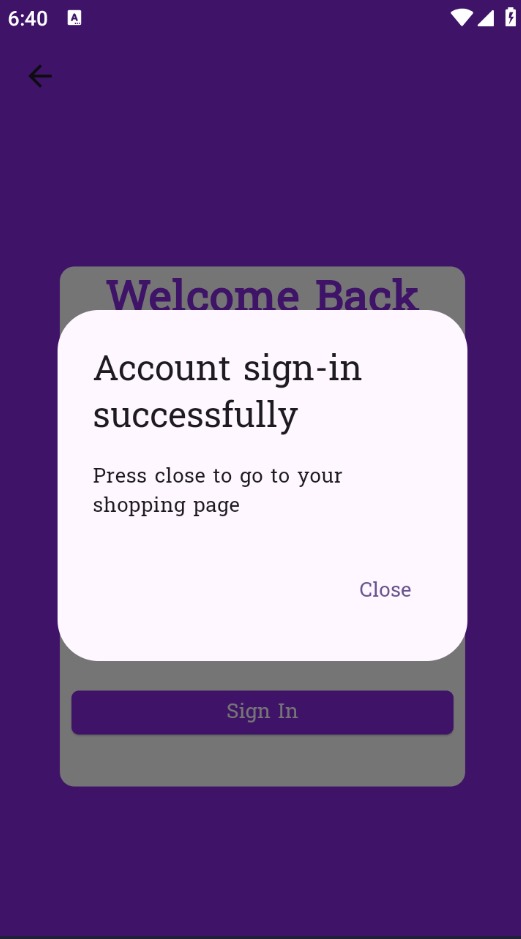 6:40
A
Welcome Back
Account sign-in
successfully
Press close to go to your
shopping page
Close
Sign In